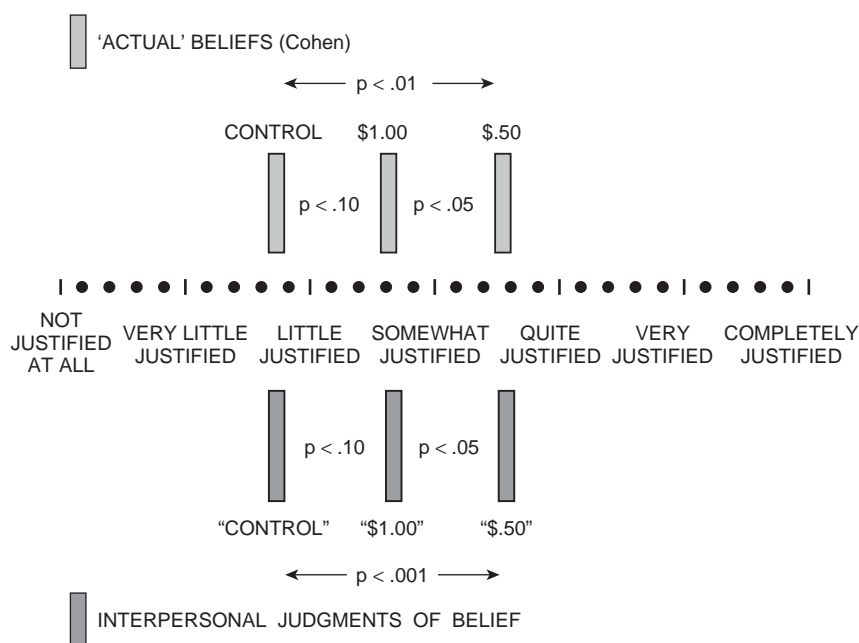 'ACTUAL' BELIEFS (Cohen)
p < .01
CONTROL $1.00 $.50
p < .10 p < .05
NOT JUSTIFIED AT ALL
VERY LITTLE JUSTIFIED
LITTLE JUSTIFIED
SOMEWHAT JUSTIFIED
QUITE JUSTIFIED
VERY JUSTIFIED
COMPLETELY JUSTIFIED
p < .10 p < .05
“CONTROL” “$1.00” “$.50”
p < .001
INTERPERSONAL JUDGMENTS OF BELIEF